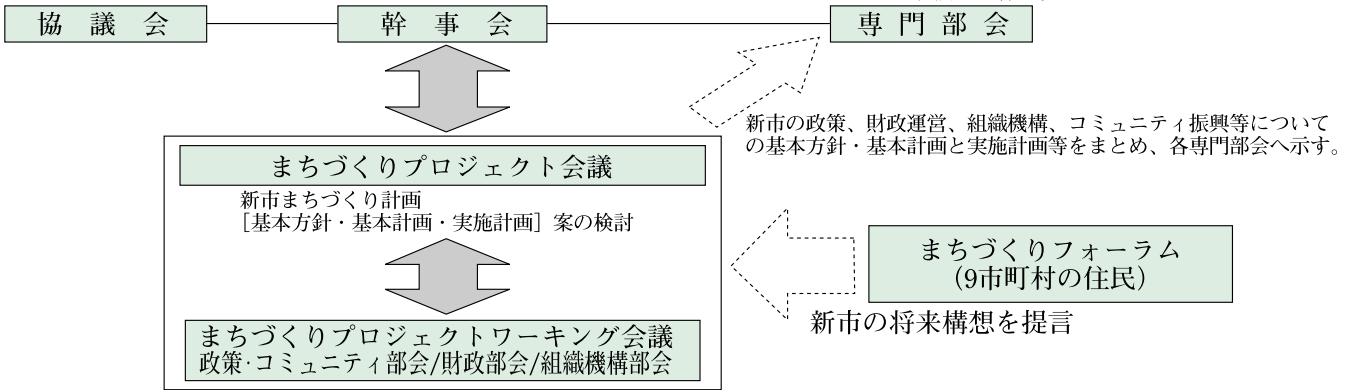 協議会
幹事会
専門部会
新市の政策、財政運営、組織機構、コミュニティ振興等について
の基本方針・基本計画と実施計画等をまとめ、各専門部会へ示す。
まちづくりプロジェクト会議
新市まちづくり計画
［基本方針・基本計画・実施計画］案の検討
まちづくりフォーラム
（9市町村の住民）
新市の将来構想を提言
まちづくりプロジェクトワーキング会議
政策・コミュニティ部会/財政部会/組織機構部会